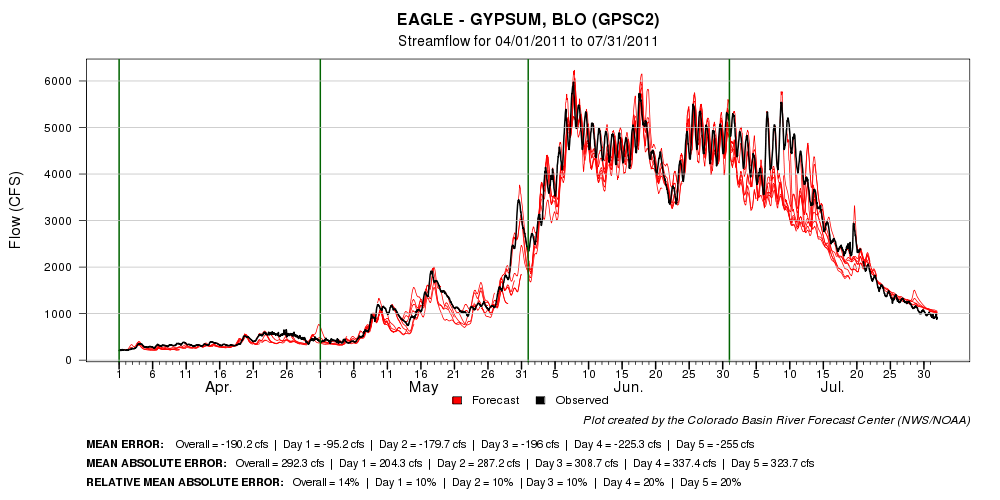 EAGLE - GYPSUM, BLO (GPSC2)
Streamflow for 04/01/2011 to 07/31/2011
Flow (CFS)
6000
5000
4000
3000
2000
1000
0
1 6 11 16 21 26 1 6 11 16 21 26 31 5 10 15 20 25 30 5 10 15 20 25 30
Apr. May Jun. Jul.
Forecast Observed
Plot created by the Colorado Basin River Forecast Center (NWS/NOAA)
MEAN ERROR: Overall = -190.2 cfs | Day 1 = -95.2 cfs | Day 2 = -179.7 cfs | Day 3 = -196 cfs | Day 4 = -225.3 cfs | Day 5 = -255 cfs
MEAN ABSOLUTE ERROR: Overall = 292.3 cfs | Day 1 = 204.3 cfs | Day 2 = 287.2 cfs | Day 3 = 308.7 cfs | Day 4 = 337.4 cfs | Day 5 = 323.7 cfs
RELATIVE MEAN ABSOLUTE ERROR: Overall = 14% | Day 1 = 10% | Day 2 = 10% | Day 3 = 10% | Day 4 = 20% | Day 5 = 20%